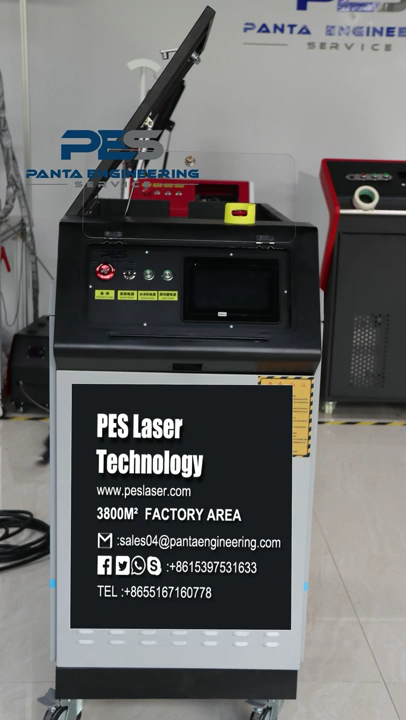 PANTA ENGINEERING
SERVICE
PES
PANTA ENGINEERING
SERVICE
PES Laser
Technology
www.peslaser.com
3800M² FACTORY AREA
:sales04@pantaengineering.com
:+8615397531633
TEL :+8655167160778